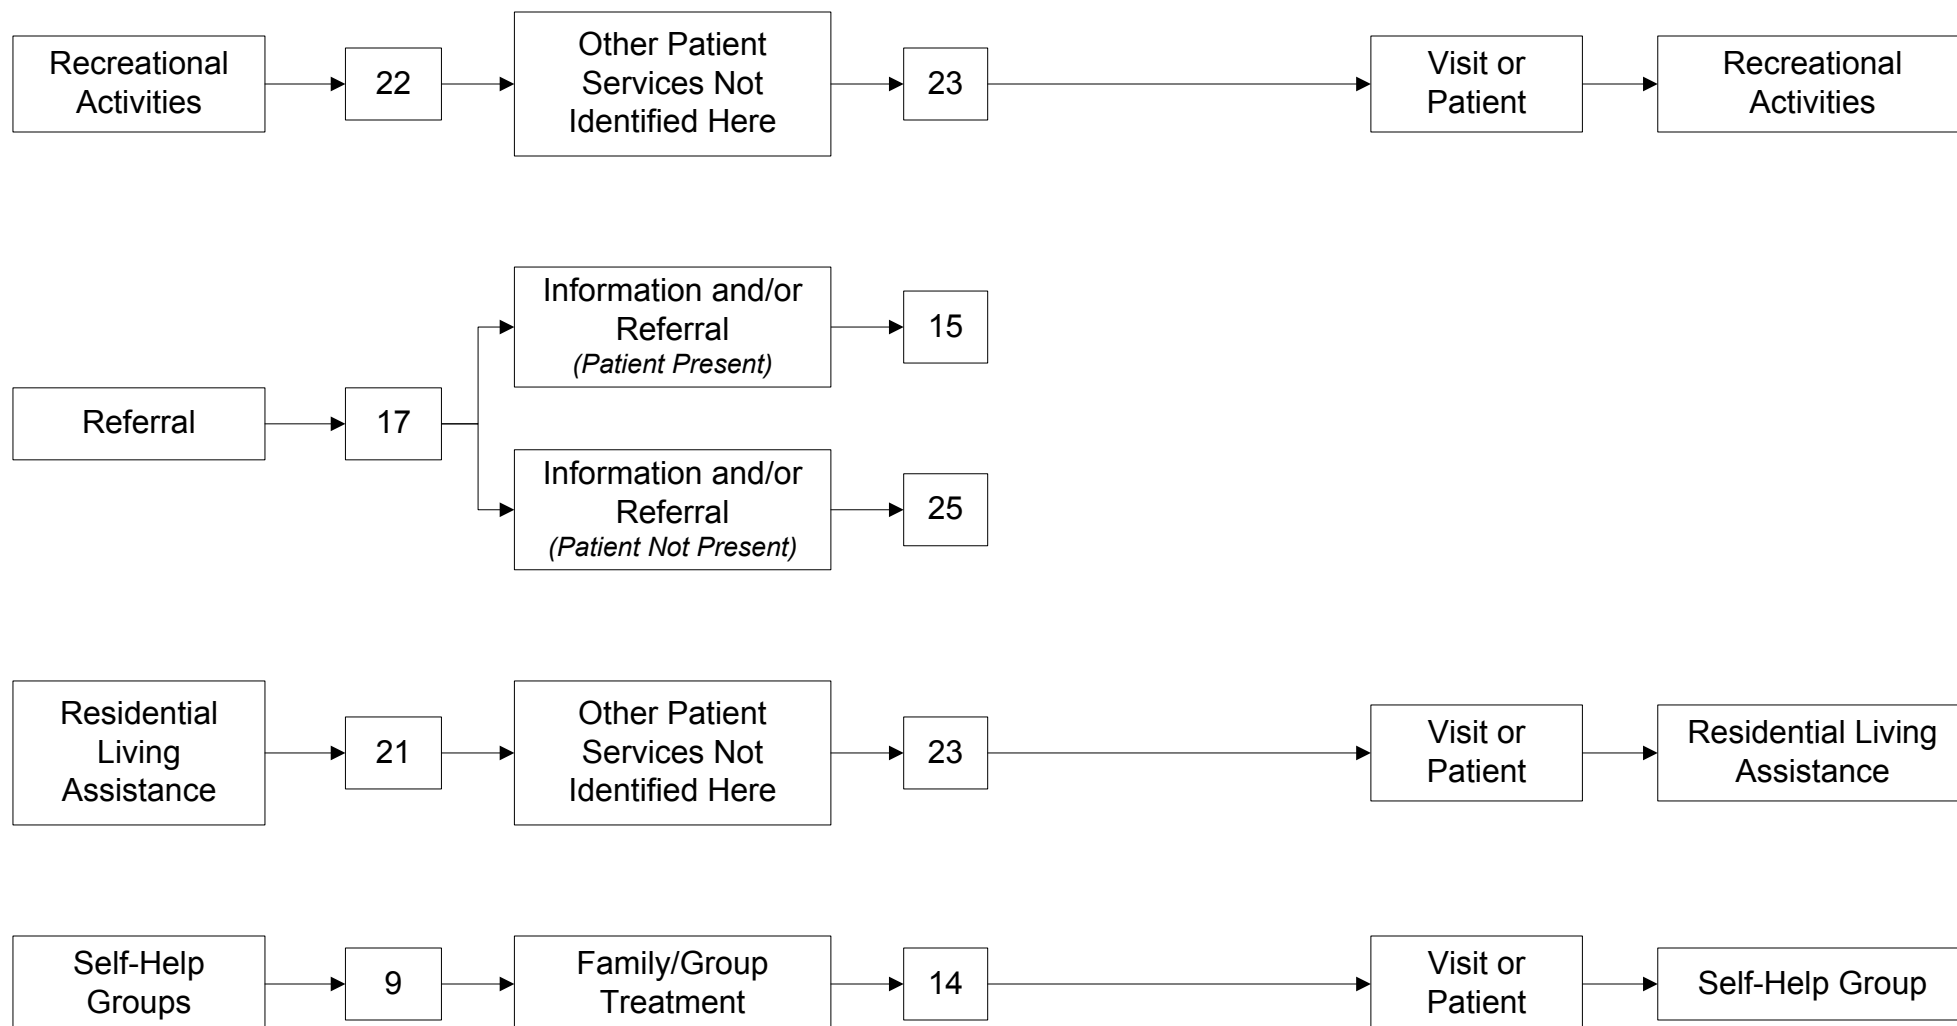 Recreational
Activities
22
Other Patient
Services Not
Identified Here
23
Visit or
Patient
Recreational
Activities
Referral
17
Information and/or
Referral
(Patient Present)
15
Information and/or
Referral
(Patient Not Present)
25
Residential
Living
Assistance
21
Other Patient
Services Not
Identified Here
23
Visit or
Patient
Residential Living
Assistance
Self-Help
Groups
9
Family/Group
Treatment
14
Visit or
Patient
Self-Help Group